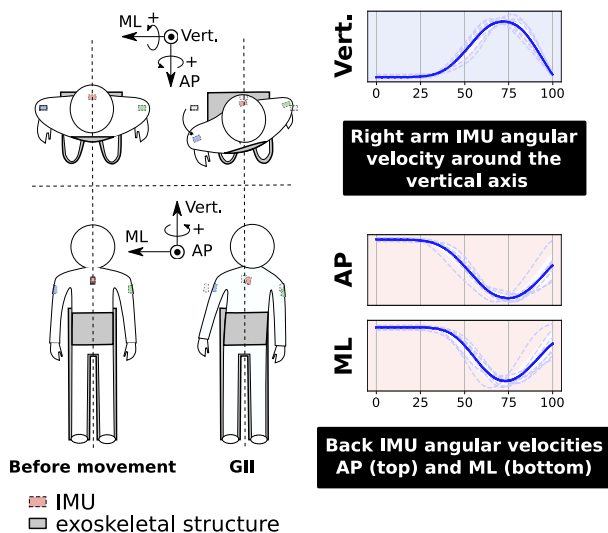 ML
+
Vert.
+
AP
Vert.
+
ML
AP
Before movement
GII
IMU
exoskeletal structure
Vert.
0 25 50 75 100
Right arm IMU angular
velocity around the
vertical axis
AP
ML
0 25 50 75 100
Back IMU angular velocities
AP (top) and ML (bottom)